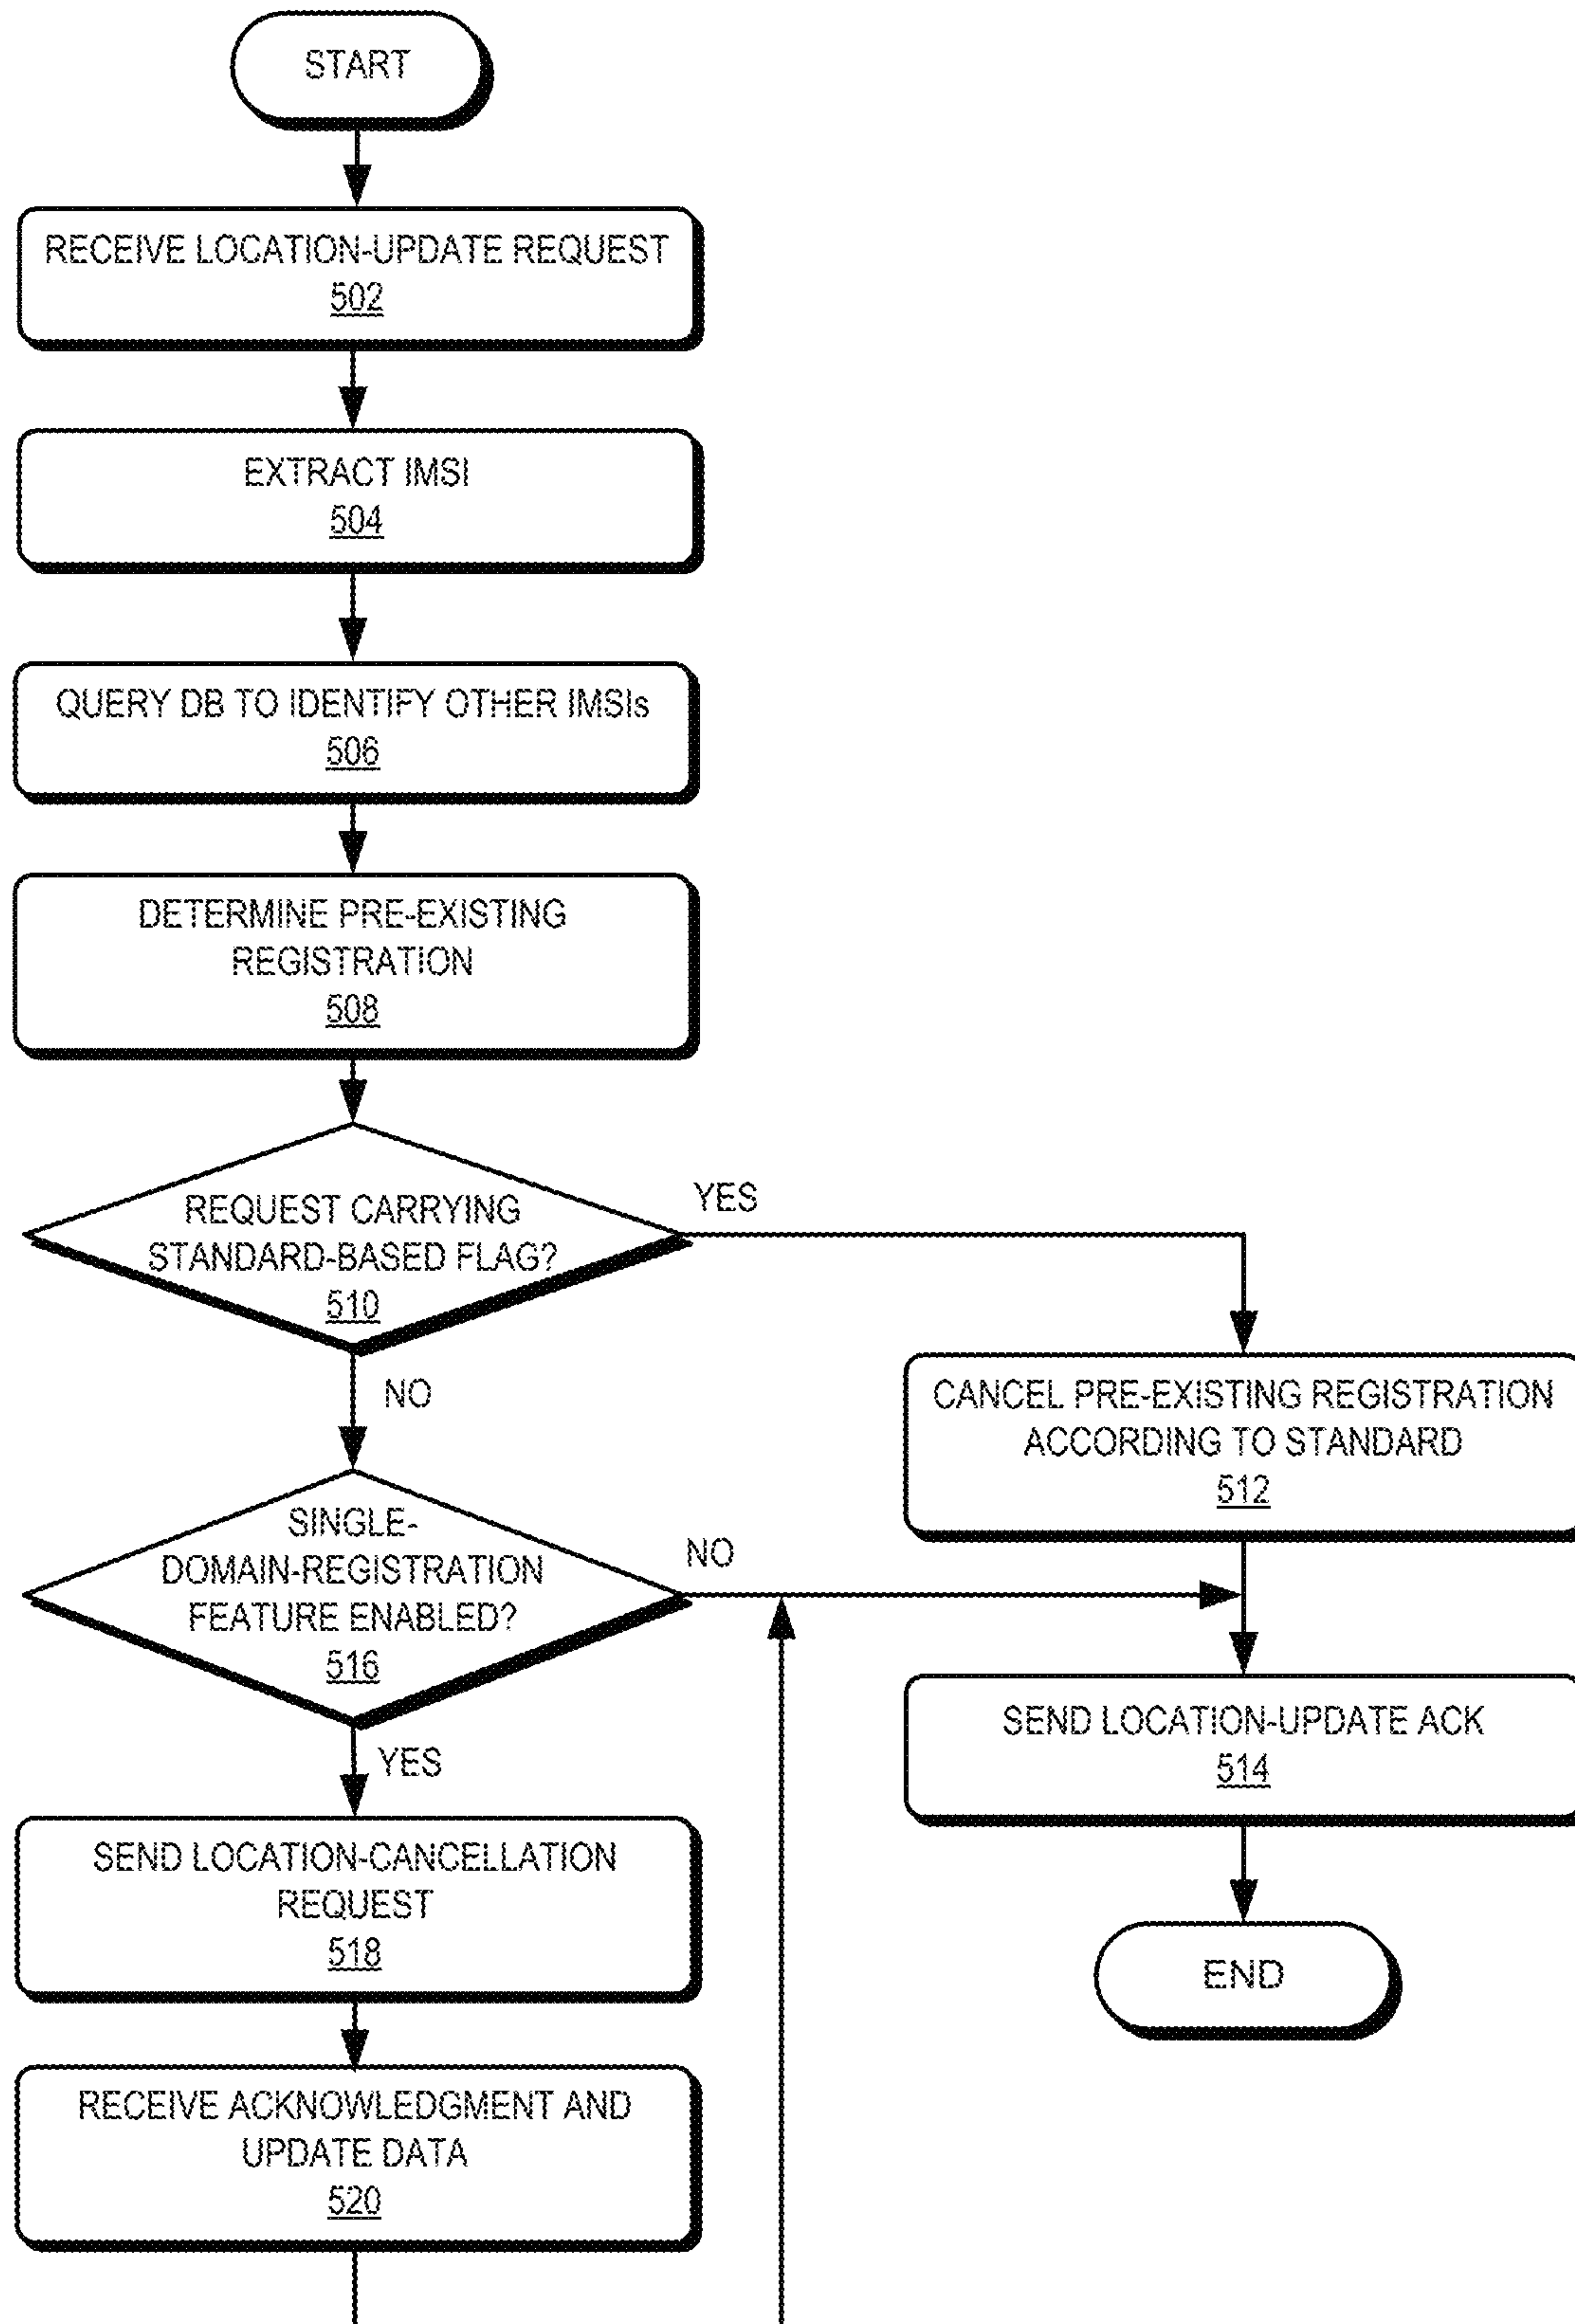 START
RECEIVE LOCATION-UPDATE REQUEST
502
EXTRACT IMSI
504
QUERY DB TO IDENTIFY OTHER IMSIs
506
DETERMINE PRE-EXISTING
REGISTRATION
508
REQUEST CARRYING
STANDARD-BASED FLAG?
510
YES
NO
CANCEL PRE-EXISTING REGISTRATION
ACCORDING TO STANDARD
512
SINGLE-
DOMAIN-REGISTRATION
FEATURE ENABLED?
516
NO
YES
SEND LOCATION-UPDATE ACK
514
SEND LOCATION-CANCELLATION
REQUEST
518
END
RECEIVE ACKNOWLEDGMENT AND
UPDATE DATA
520